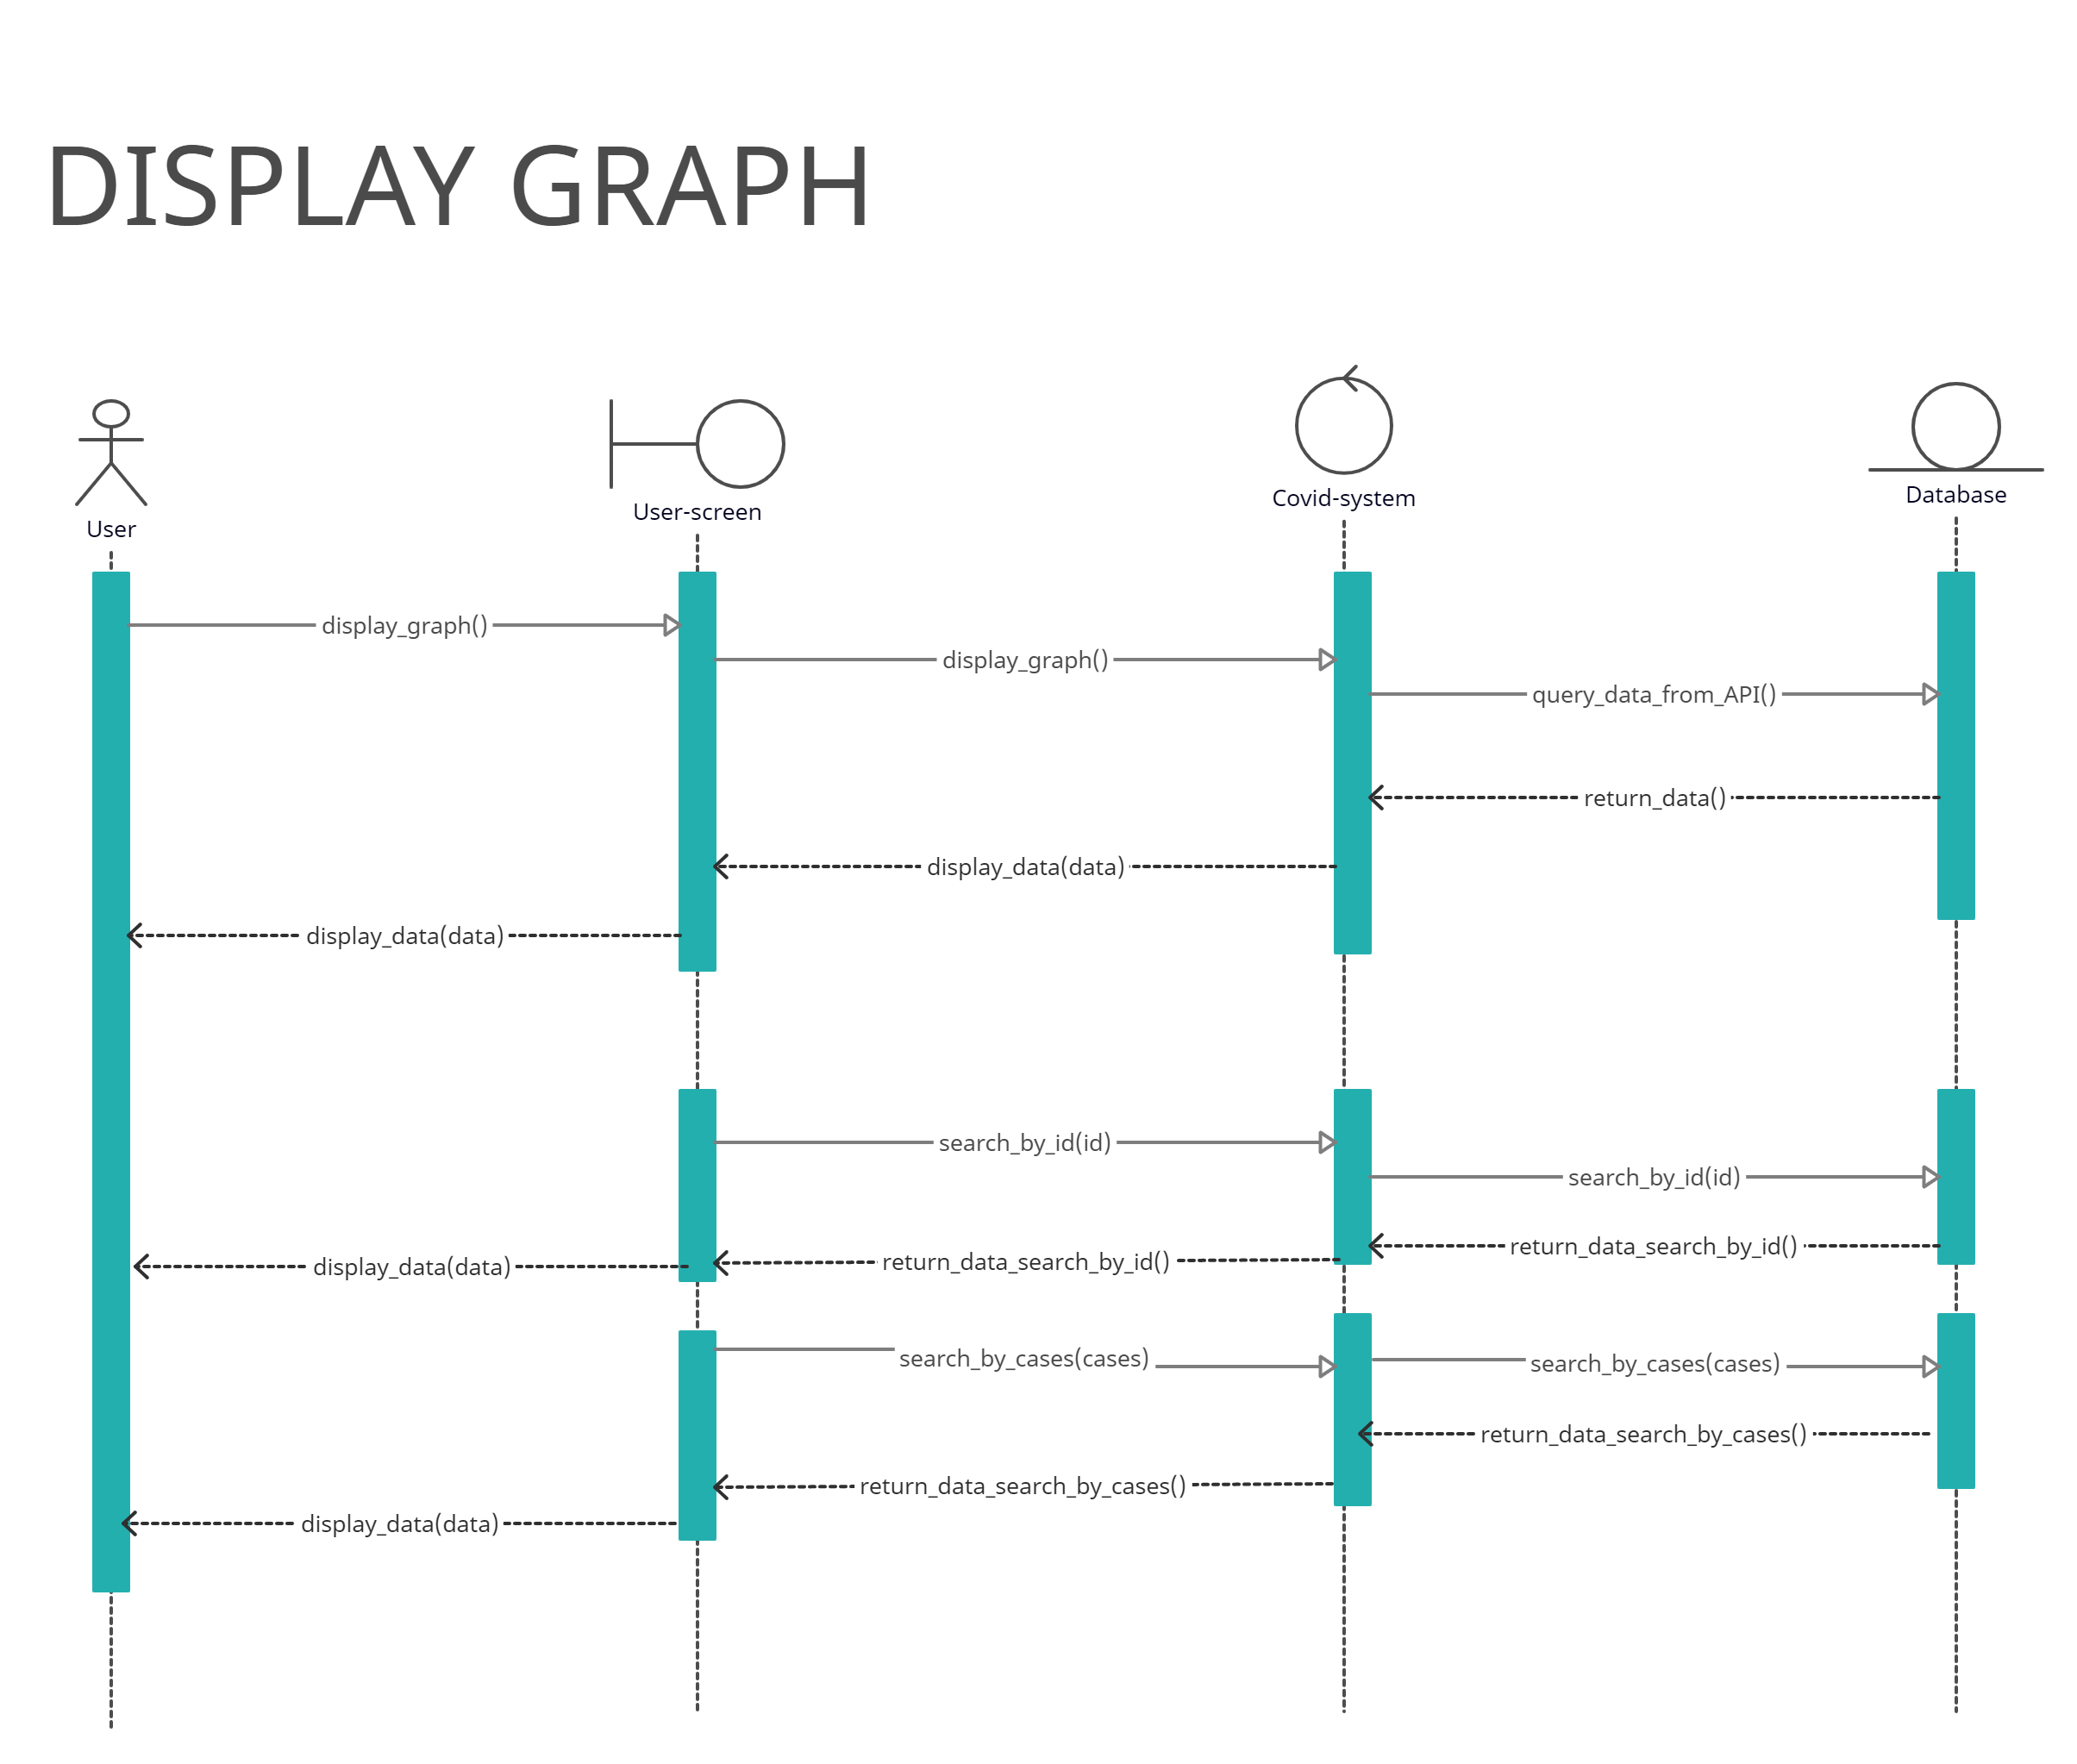 DISPLAY GRAPH
User
User-screen
Covid-system
Database
display_graph()
display_graph()
query_data_from_API()
return_data()
display_data(data)
display_data(data)
search_by_id(id)
search_by_id(id)
return_data_search_by_id()
return_data_search_by_id()
display_data(data)
search_by_cases(cases)
search_by_cases(cases)
return_data_search_by_cases()
return_data_search_by_cases()
display_data(data)